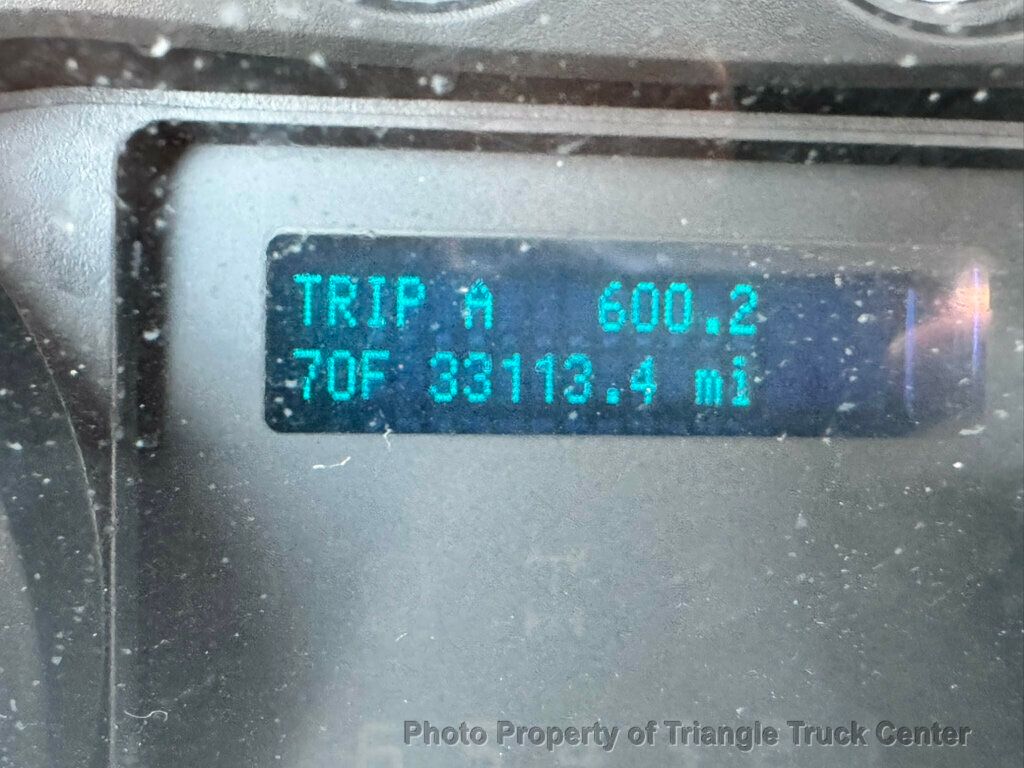 TRIP A 600.2
70F 33113.4 mi
Photo Property of Triangle Truck Center